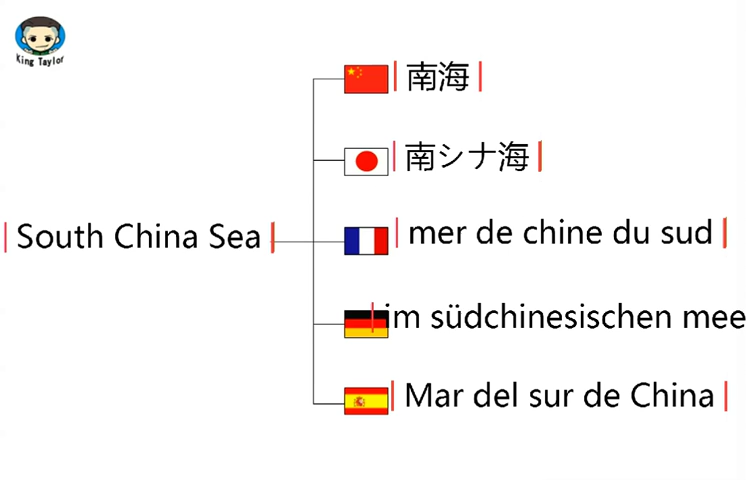 King Taylor
南海
南シナ海
South China Sea
mer de chine du sud
im südchinesischen mee
Mar del sur de China